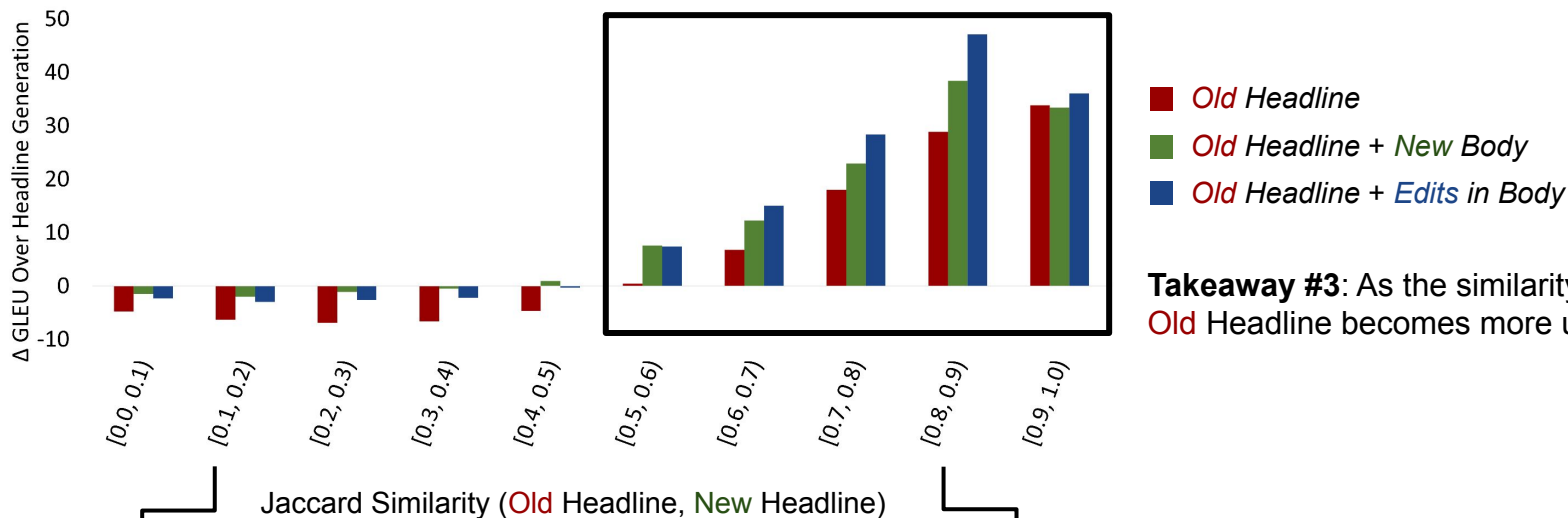 Δ GLEU Over Headline Generation
50
40
30
20
10
0
-10
[0.0, 0.1)
[0.1, 0.2)
[0.2, 0.3)
[0.3, 0.4)
[0.4, 0.5)
[0.5, 0.6)
[0.6, 0.7)
[0.7, 0.8)
[0.8, 0.9)
[0.9, 1.0)
Jaccard Similarity (Old Headline, New Headline)
Old Headline
Old Headline + New Body
Old Headline + Edits in Body
Takeaway #3: As the similarity
Old Headline becomes more